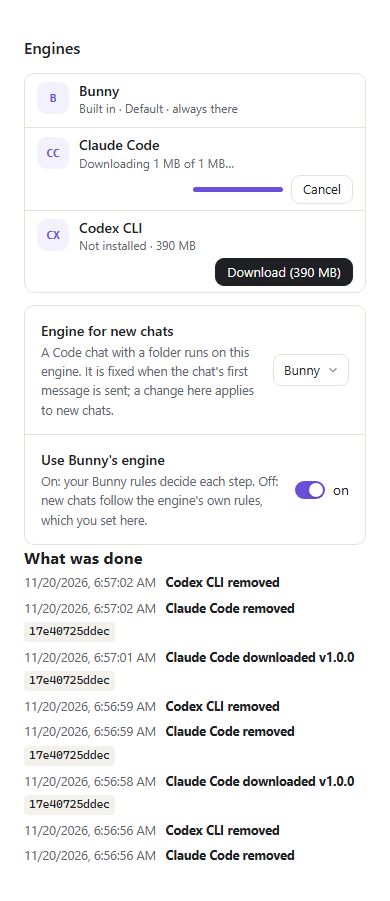 Engines
B
Bunny
Built in · Default · always there
CC
Claude Code
Downloading 1 MB of 1 MB...
Cancel
CX
Codex CLI
Not installed · 390 MB
Download (390 MB)
Engine for new chats
A Code chat with a folder runs on this
engine. It is fixed when the chat's first
message is sent; a change here applies
to new chats.
Bunny
Use Bunny's engine
On: your Bunny rules decide each step. Off:
new chats follow the engine's own rules,
which you set here.
on
What was done
11/20/2026, 6:57:02 AM Codex CLI removed
11/20/2026, 6:57:02 AM Claude Code removed
17e40725ddec
11/20/2026, 6:57:01 AM Claude Code downloaded v1.0.0
17e40725ddec
11/20/2026, 6:56:59 AM Codex CLI removed
11/20/2026, 6:56:59 AM Claude Code removed
17e40725ddec
11/20/2026, 6:56:58 AM Claude Code downloaded v1.0.0
17e40725ddec
11/20/2026, 6:56:56 AM Codex CLI removed
11/20/2026, 6:56:56 AM Claude Code removed